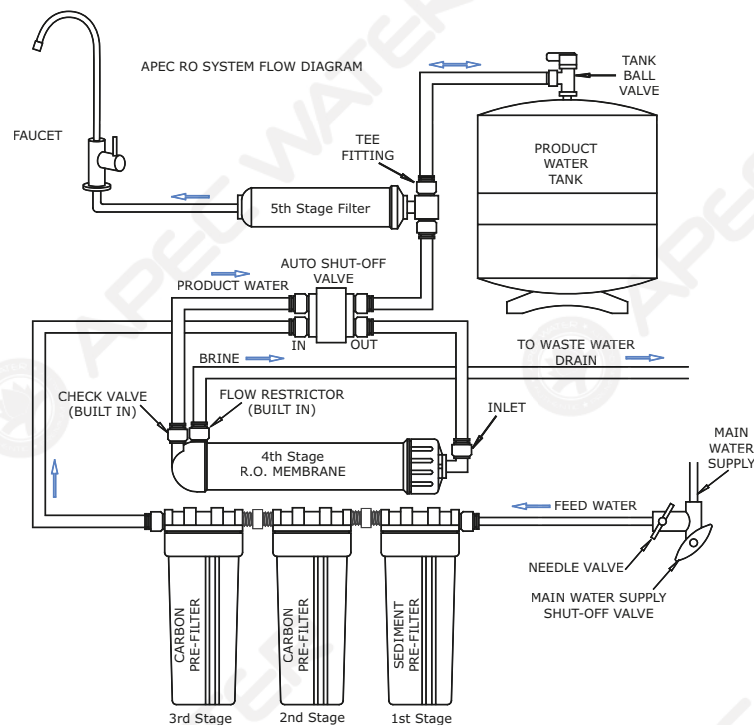 APEC RO SYSTEM FLOW DIAGRAM
TANK
BALL
VALVE
FAUCET
TEE
FITTING
PRODUCT
WATER
TANK
5th Stage Filter
AUTO SHUT-OFF
VALVE
PRODUCT WATER
IN
OUT
BRINE
TO WASTE WATER
DRAIN
CHECK VALVE
(BUILT IN)
FLOW RESTRICTOR
(BUILT IN)
INLET
4th Stage
R.O. MEMBRANE
MAIN
WATER
SUPPLY
FEED WATER
NEEDLE VALVE
MAIN WATER SUPPLY
SHUT-OFF VALVE
CARBON
PRE-FILTER
CARBON
PRE-FILTER
SEDIMENT
PRE-FILTER
3rd Stage
2nd Stage
1st Stage
APEC WATER